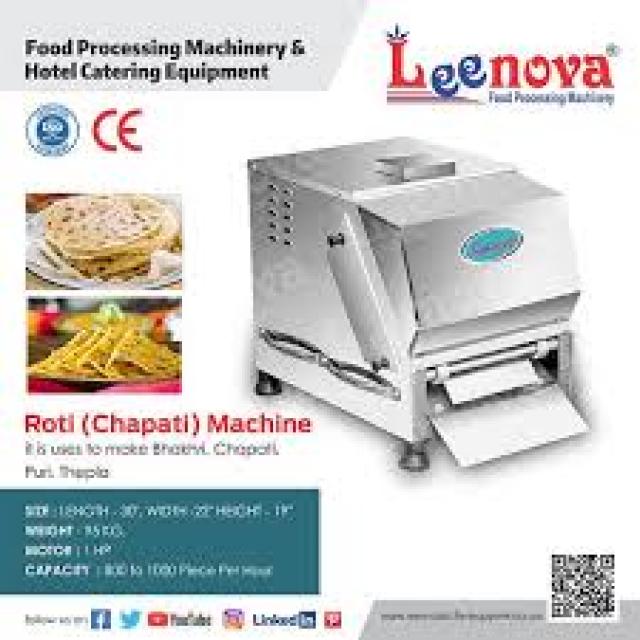 Food Processing Machinery &
Hotel Catering Equipment
Leenova®
Food Processing Machinery
ISO
CE
Roti (Chapati) Machine
It is uses to make Bhakhri, Chapati,
Puri, Thepla
SIZE : LENGTH - 30", WIDTH - 22" HEIGHT - 19"
WEIGHT - 95 KG.
MOTOR : 1 HP
CAPACITY : 800 to 1000 Piece Per Hour
follow us on
YouTube
LinkedIn